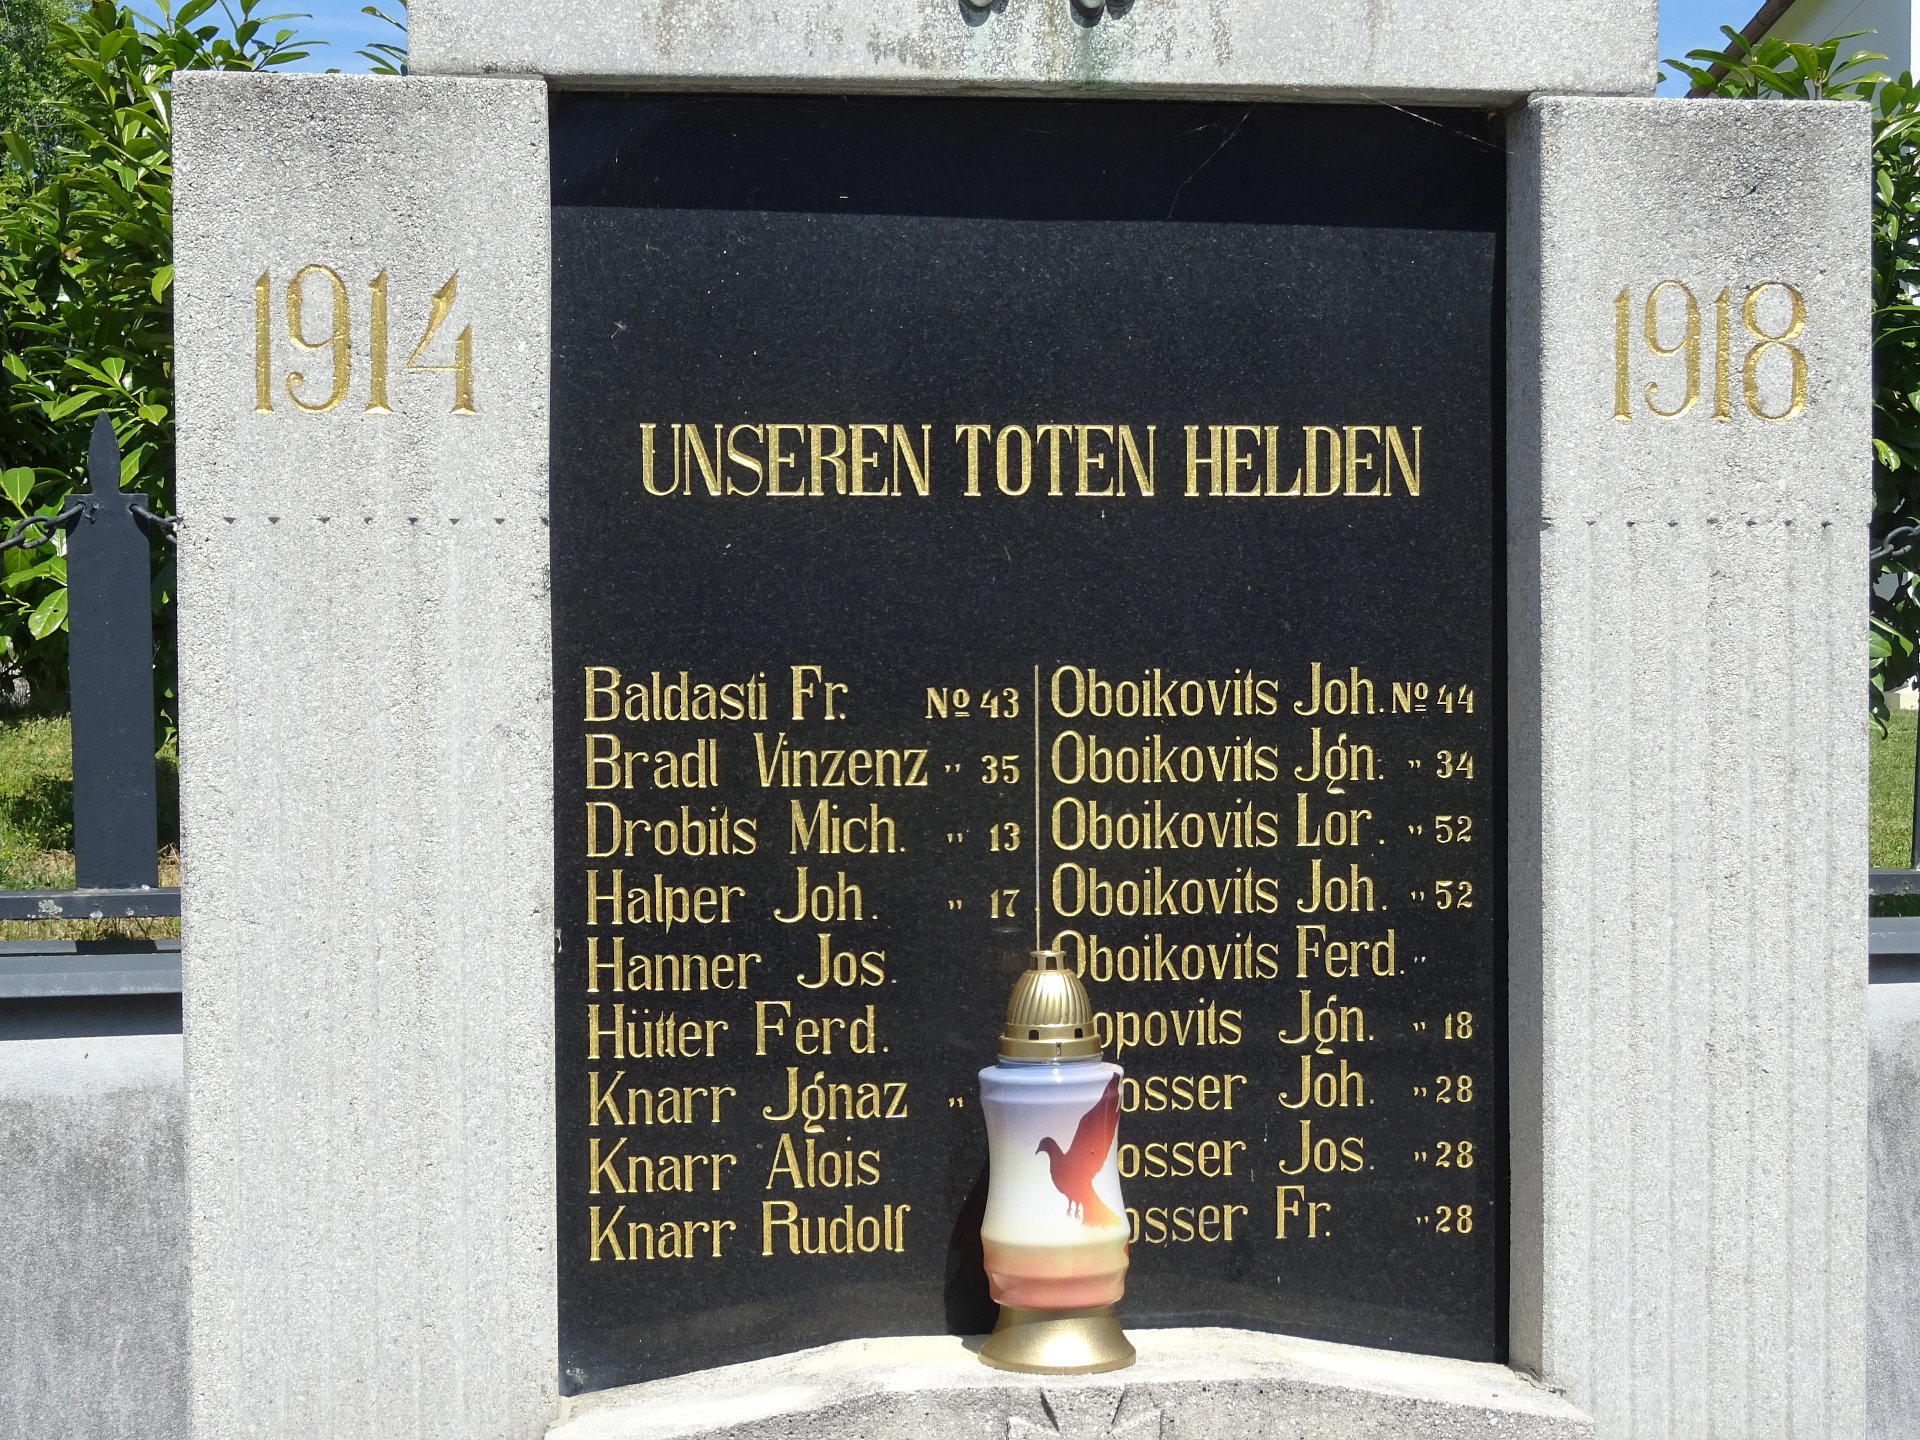 1914
1918
UNSEREN TOTEN HELDEN
Baldasti Fr. No 43
Bradl Vinzenz " 35
Drobits Mich. " 13
Halper Joh. " 17
Hanner Jos.
Hütter Ferd.
Knarr Jgnaz "
Knarr Alois
Knarr Rudolf
Oboikovits Joh. No 44
Oboikovits Jgn. " 34
Oboikovits Lor. " 52
Oboikovits Joh. " 52
Oboikovits Ferd. "
Jgn. " 18
Joh. " 28
Jos. " 28
Fr. " 28